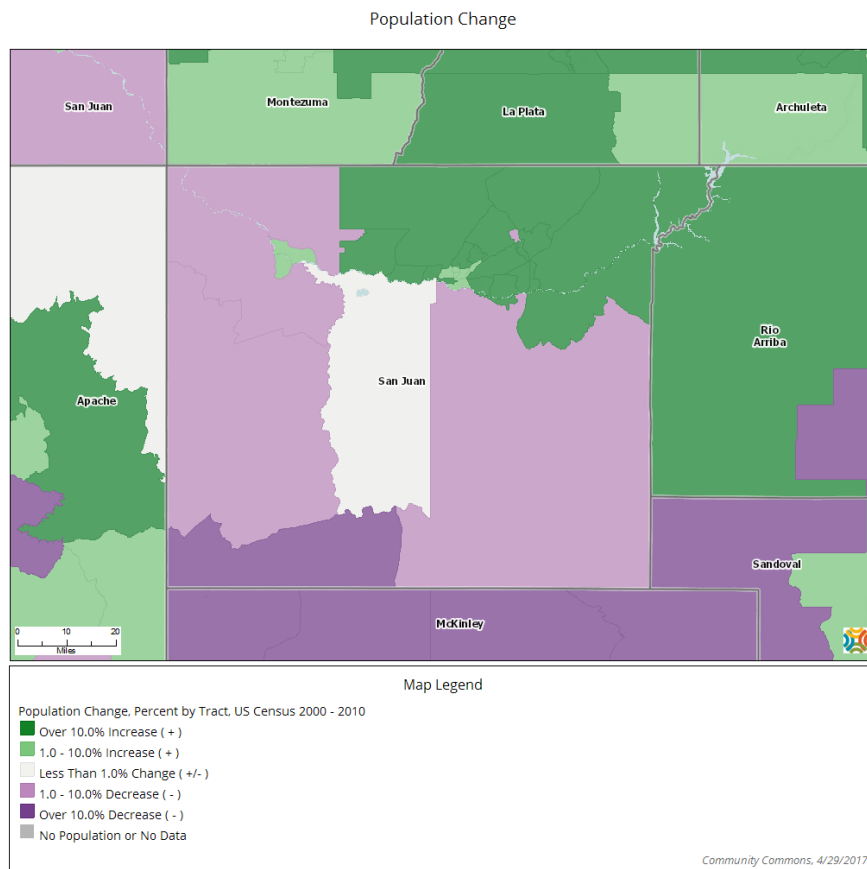 Population Change
San Juan
Montezuma
La Plata
Archuleta
Rio
Arriba
San Juan
Apache
Sandoval
McKinley
0 10 20
Miles
Map Legend
Population Change, Percent by Tract, US Census 2000 - 2010
Over 10.0% Increase ( + )
1.0 - 10.0% Increase ( + )
Less Than 1.0% Change ( +/- )
1.0 - 10.0% Decrease ( - )
Over 10.0% Decrease ( - )
No Population or No Data
Community Commons, 4/29/2017